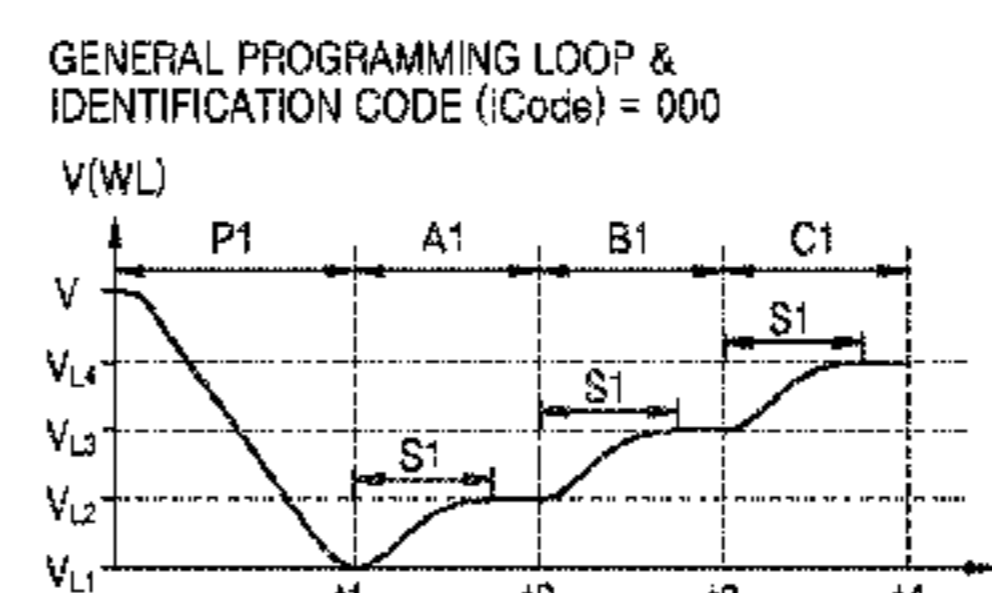 GENERAL PROGRAMMING LOOP &
IDENTIFICATION CODE (iCode) = 000
V(WL)
P1 A1 B1 C1
V
S1
VL4
S1
VL3
S1
VL2
VL1